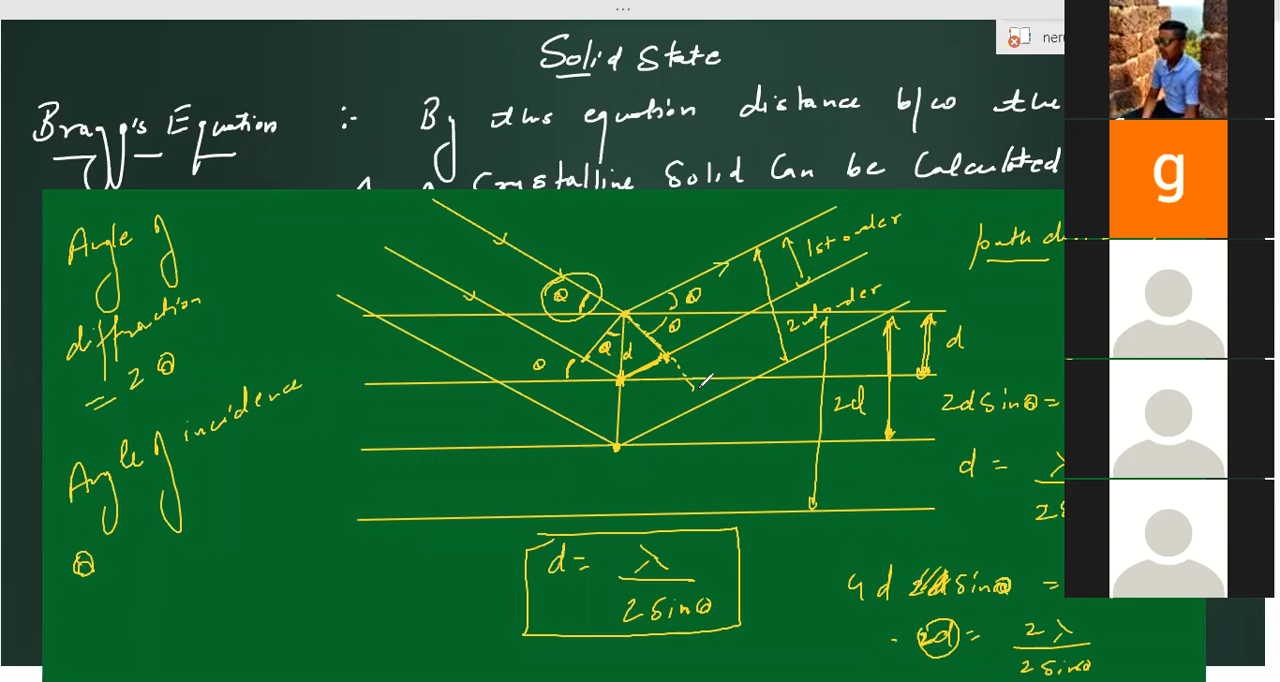 Solid State
neru
Bragg's Equation :- By this equation distance b/w the
Crystalline Solid Can be Calculated
g
Angle of
diffraction
= 2θ
Angle of incidence
θ
1st order
2nd order
θ
θ
θ
θ
θ
d
d
2d
path d
2d sinθ =
d = λ
d = λ / 2 sinθ
4d sinθ =
2d = 2λ / 2 sinθ